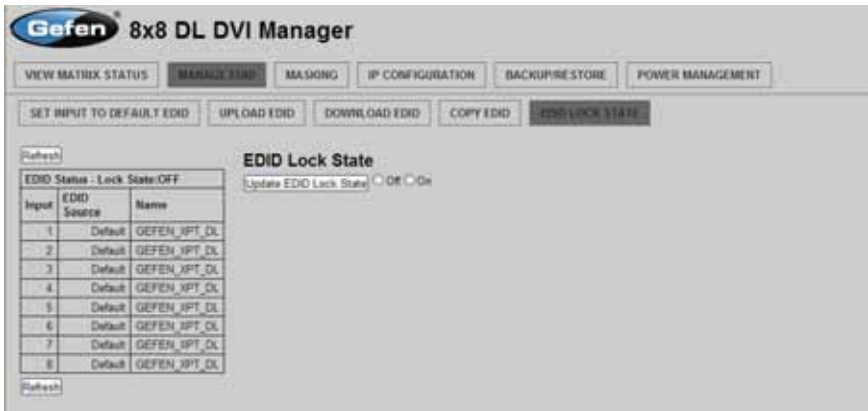 Gefen 8x8 DL DVI Manager
VIEW MATRIX STATUS MANAGE EDID MASKING IP CONFIGURATION BACKUP/RESTORE POWER MANAGEMENT
SET INPUT TO DEFAULT EDID UPLOAD EDID DOWNLOAD EDID COPY EDID EDID LOCK STATE
Refresh
EDID Lock State
EDID Status - Lock State:OFF
Update EDID Lock State Off On
Input EDID Source Name
1 Default GEFEN_XPT_DL
2 Default GEFEN_XPT_DL
3 Default GEFEN_XPT_DL
4 Default GEFEN_XPT_DL
5 Default GEFEN_XPT_DL
6 Default GEFEN_XPT_DL
7 Default GEFEN_XPT_DL
8 Default GEFEN_XPT_DL
Refresh